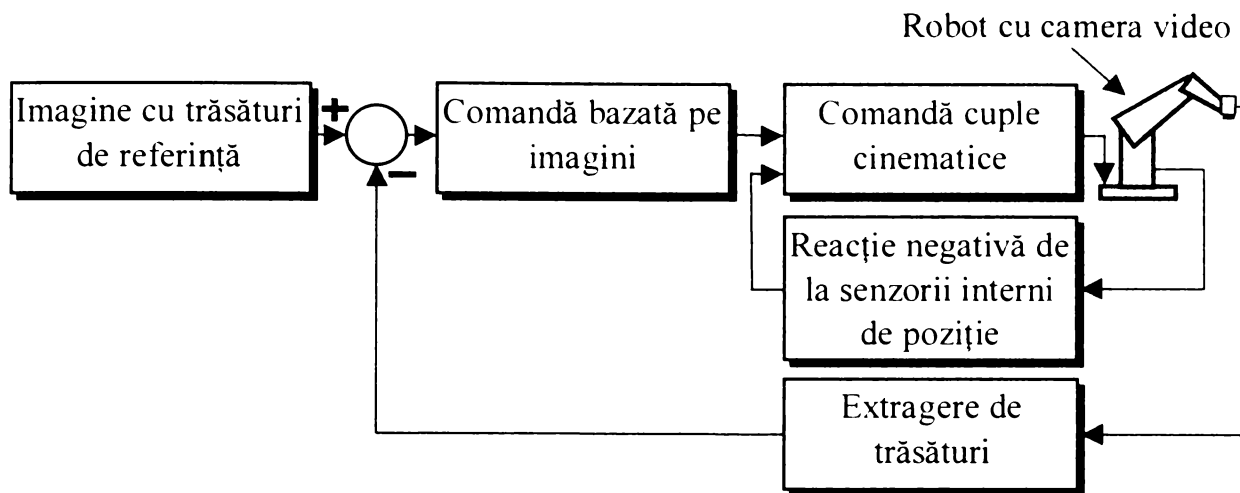 Robot cu camera video
Imagine cu trăsături
de referință
+
−
Comandă bazată pe
imagini
Comandă cuple
cinematice
Reacție negativă de
la senzorii interni
de poziție
Extragere de
trăsături